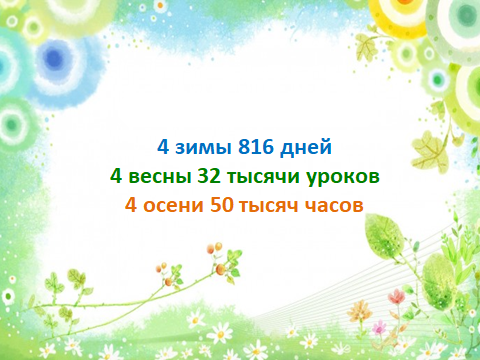 4 зимы 816 дней
4 весны 32 тысячи уроков
4 осени 50 тысяч часов